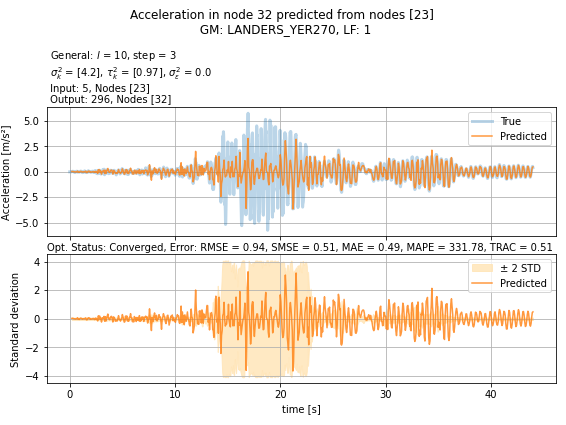 Acceleration in node 32 predicted from nodes [23]
GM: LANDERS_YER270, LF: 1
General: l = 10, step = 3
σ_k² = [4.2], τ_k² = [0.97], σ_ε² = 0.0
Input: 5, Nodes [23]
Output: 296, Nodes [32]
Acceleration [m/s²]
5.0
2.5
0.0
−2.5
−5.0
True
Predicted
Opt. Status: Converged, Error: RMSE = 0.94, SMSE = 0.51, MAE = 0.49, MAPE = 331.78, TRAC = 0.51
Standard deviation
4
2
0
−2
−4
± 2 STD
Predicted
0
10
20
30
40
time [s]